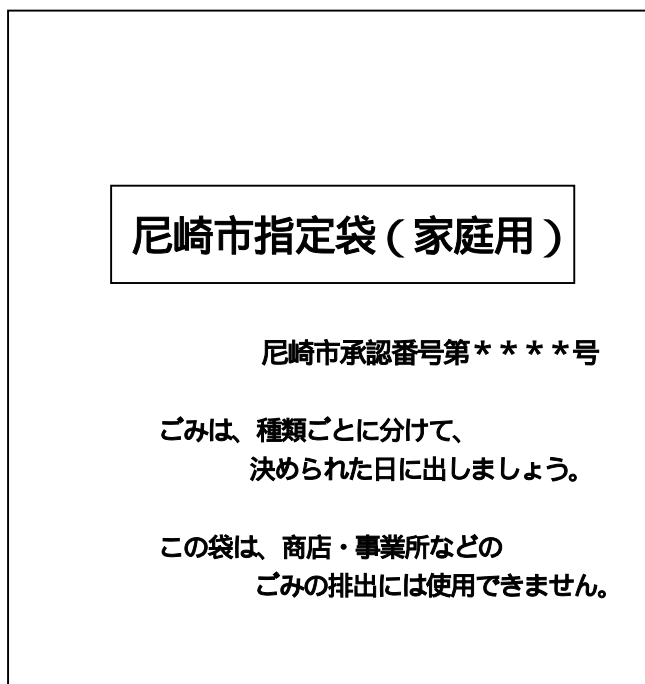 尼崎市指定袋（家庭用）
尼崎市承認番号第＊＊＊＊号
ごみは、種類ごとに分けて、
決められた日に出しましょう。
この袋は、商店・事業所などの
ごみの排出には使用できません。